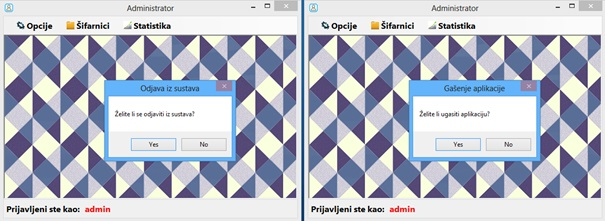 Administrator
Opcije Šifarnici Statistika
Odjava iz sustava
Želite li se odjaviti iz sustava?
Yes No
Prijavljeni ste kao: admin
Administrator
Opcije Šifarnici Statistika
Gašenje aplikacije
Želite li ugasiti aplikaciju?
Yes No
Prijavljeni ste kao: admin